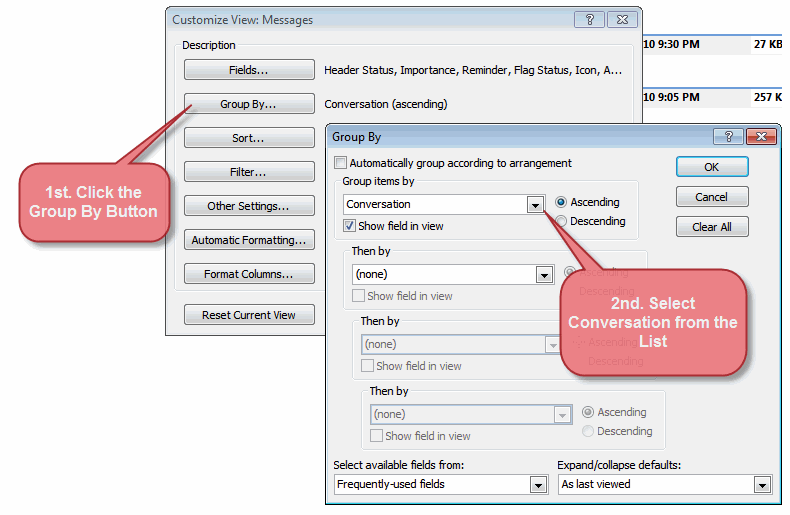 Customize View: Messages
Description
Fields...
Header Status, Importance, Reminder, Flag Status, Icon, A...
Group By...
Conversation (ascending)
Sort...
Filter...
Other Settings...
Automatic Formatting...
Format Columns...
Reset Current View
10 9:30 PM
27 KB
10 9:05 PM
257 K
1st. Click the
Group By Button
Group By
Automatically group according to arrangement
Group items by
Conversation
Ascending
Show field in view
Descending
OK
Cancel
Clear All
Then by
(none)
Ascending
Show field in view
Descending
Then by
(none)
Ascending
Show field in view
Descending
Then by
(none)
Ascending
Show field in view
Descending
2nd. Select
Conversation from the
List
Select available fields from:
Frequently-used fields
Expand/collapse defaults:
As last viewed